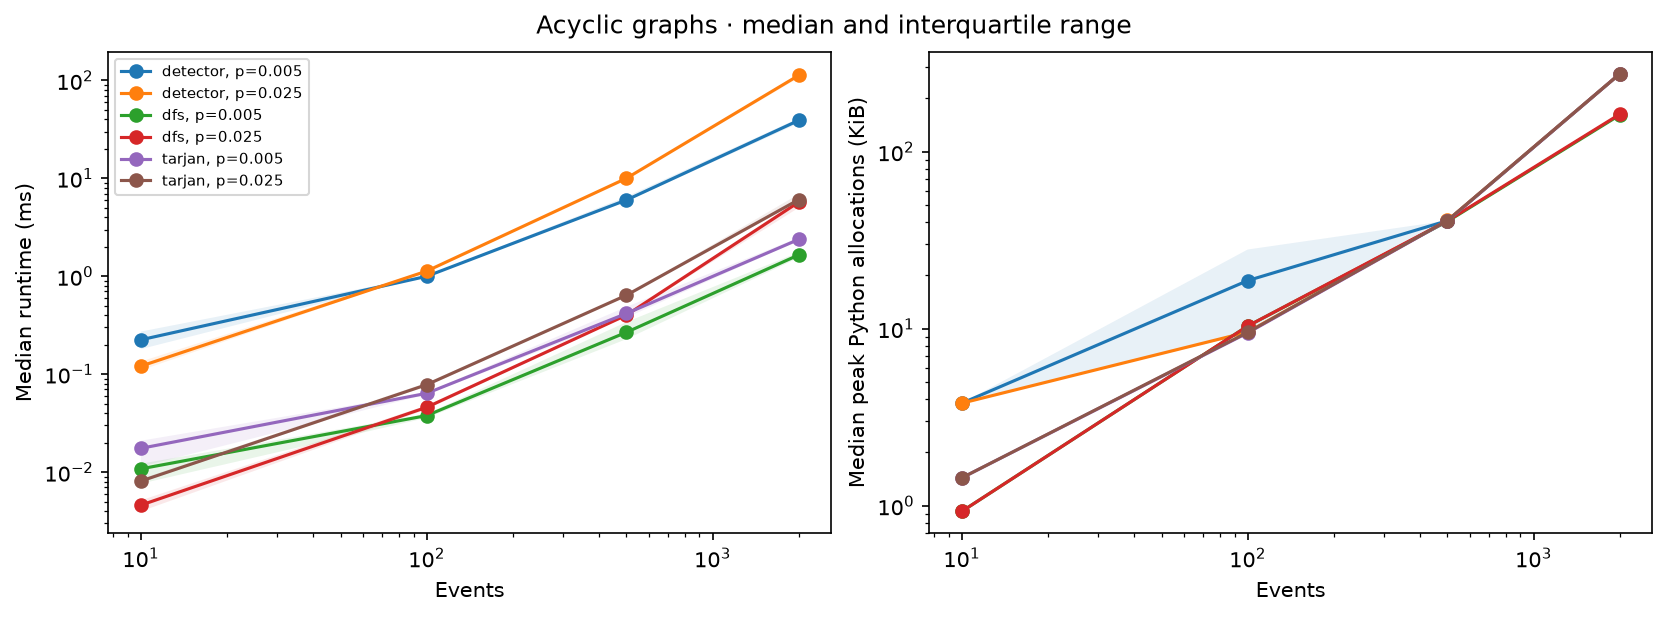 Acyclic graphs · median and interquartile range
Median runtime (ms)
10²
10¹
10⁰
10⁻¹
10⁻²
detector, p=0.005
detector, p=0.025
dfs, p=0.005
dfs, p=0.025
tarjan, p=0.005
tarjan, p=0.025
10¹ 10² 10³
Events
Median peak Python allocations (KiB)
10²
10¹
10⁰
10¹ 10² 10³
Events